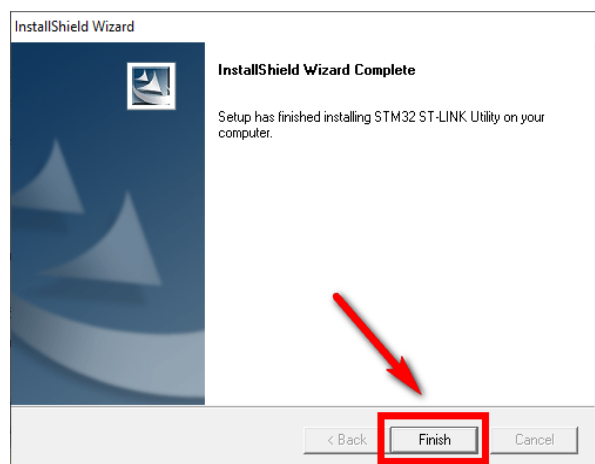 InstallShield Wizard
InstallShield Wizard Complete
Setup has finished installing STM32 ST-LINK Utility on your
computer.
< Back
Finish
Cancel